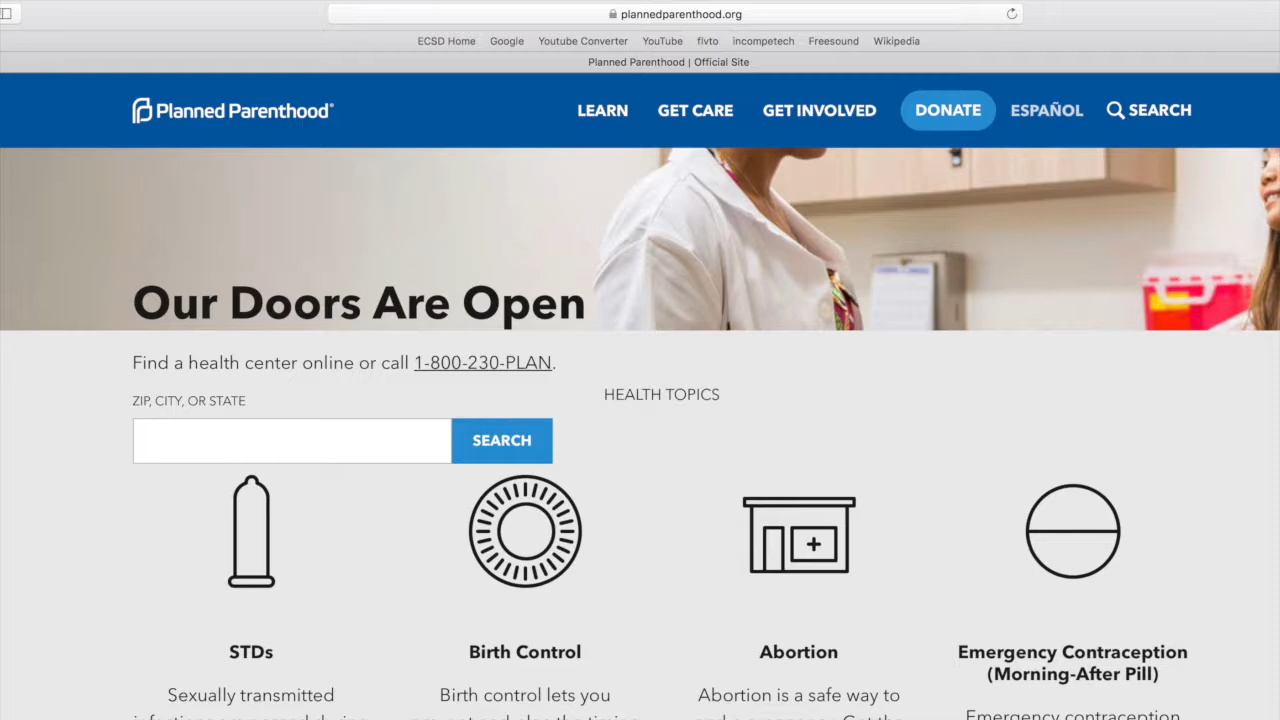 plannedparenthood.org
ECSD Home Google Youtube Converter YouTube flvto incompetech Freesound Wikipedia
Planned Parenthood | Official Site
Planned Parenthood® LEARN GET CARE GET INVOLVED DONATE ESPAÑOL SEARCH
Our Doors Are Open
Find a health center online or call 1-800-230-PLAN.
HEALTH TOPICS
ZIP, CITY, OR STATE
SEARCH
STDs
Sexually transmitted
Birth Control
Birth control lets you
Abortion
Abortion is a safe way to
Emergency Contraception
(Morning-After Pill)
Emergency contraception